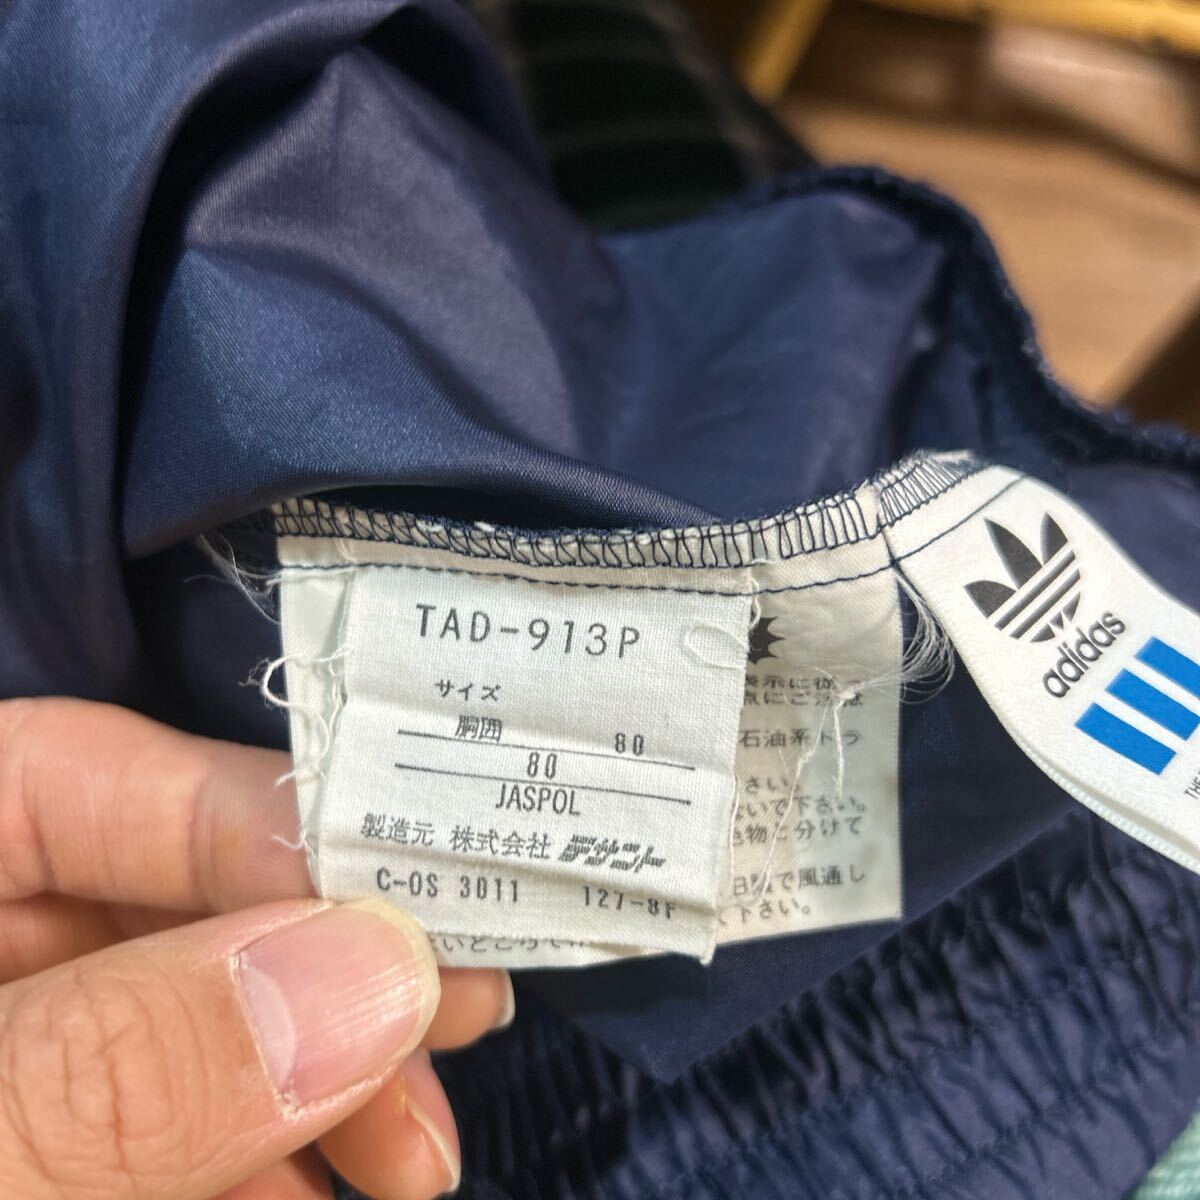 TAD-913P
サイズ
胴囲 80
80
JASPOL
製造元 株式会社 デサント
C-OS 3011 127-8F
表示に従っ
点にご注意
石油系ドラ
さい
いで下さい。
色物と分けて
で風通し
下さい。
adidas